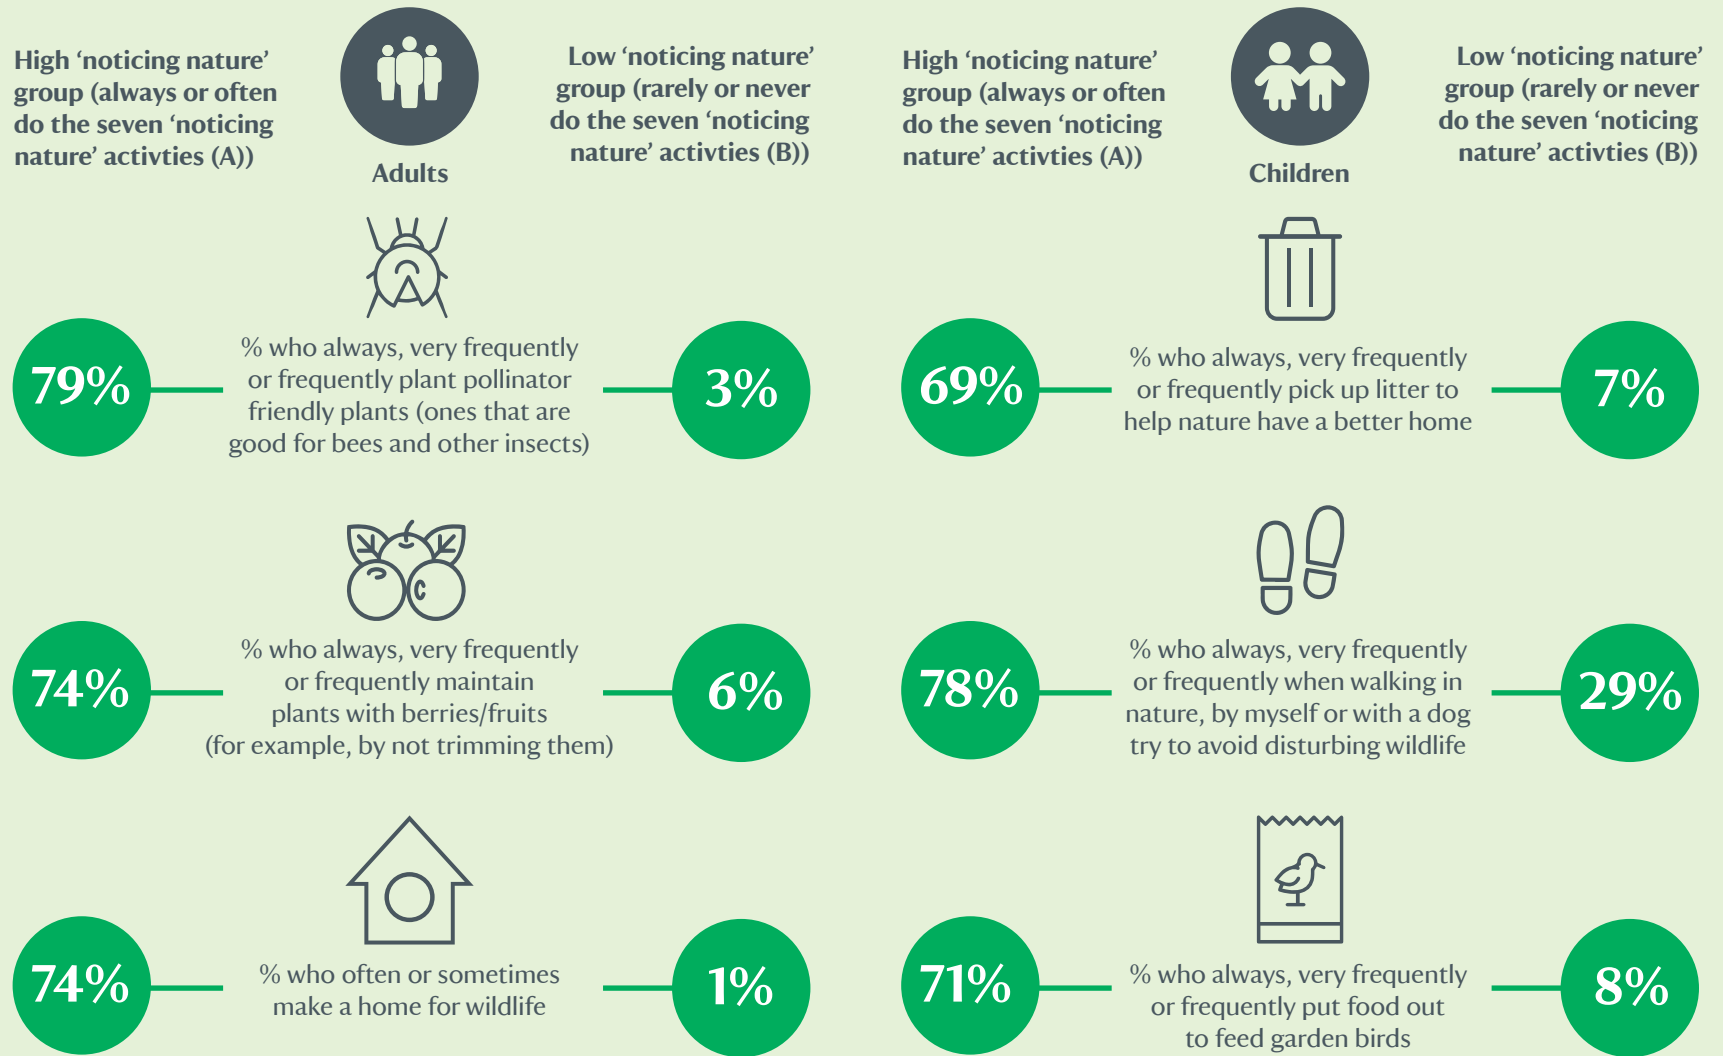 High ‘noticing nature’
group (always or often
do the seven ‘noticing
nature’ activties (A))
Adults
Low ‘noticing nature’
group (rarely or never
do the seven ‘noticing
nature’ activties (B))
79%
% who always, very frequently
or frequently plant pollinator
friendly plants (ones that are
good for bees and other insects)
3%
74%
% who always, very frequently
or frequently maintain
plants with berries/fruits
(for example, by not trimming them)
6%
74%
% who often or sometimes
make a home for wildlife
1%
High ‘noticing nature’
group (always or often
do the seven ‘noticing
nature’ activties (A))
Children
Low ‘noticing nature’
group (rarely or never
do the seven ‘noticing
nature’ activties (B))
69%
% who always, very frequently
or frequently pick up litter to
help nature have a better home
7%
78%
% who always, very frequently
or frequently when walking in
nature, by myself or with a dog
try to avoid disturbing wildlife
29%
71%
% who always, very frequently
or frequently put food out
to feed garden birds
8%